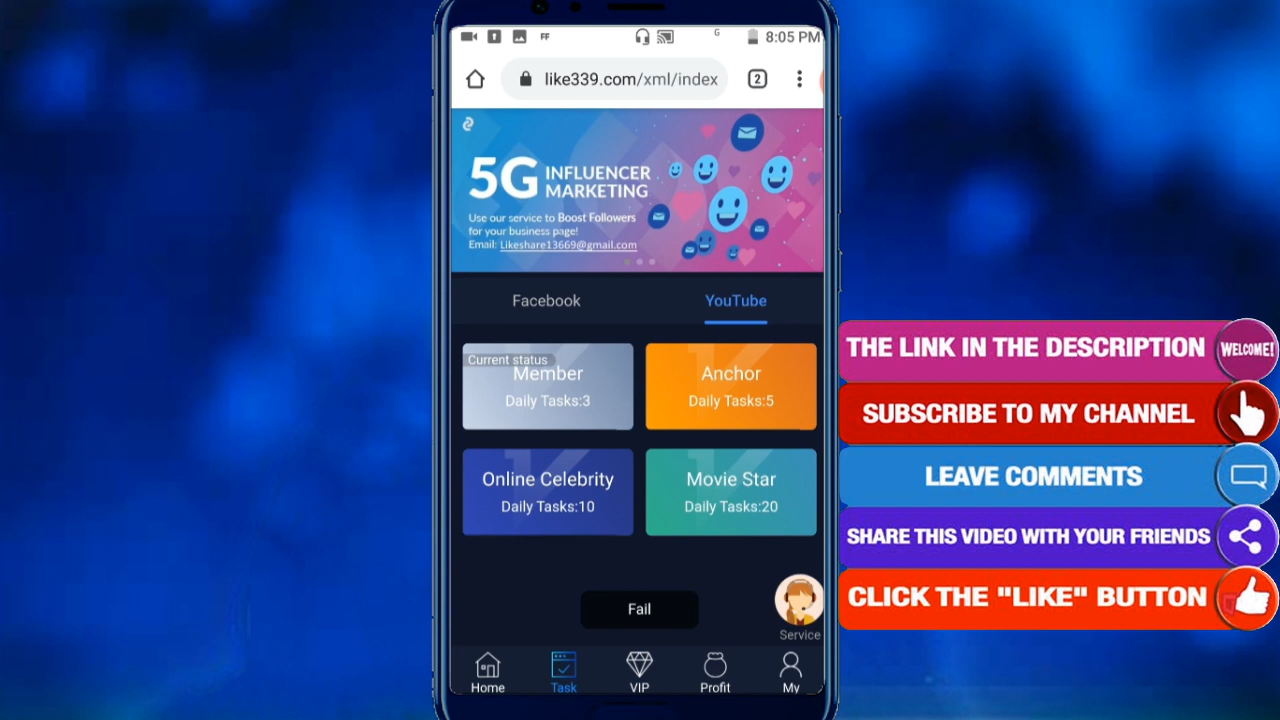 FF
G
8:05 PM
like339.com/xml/index
2
5G INFLUENCER
MARKETING
Use our service to Boost Followers
for your business page!
Email: Likeshare13669@gmail.com
Facebook
YouTube
Current status
Member
Daily Tasks:3
Anchor
Daily Tasks:5
Online Celebrity
Daily Tasks:10
Movie Star
Daily Tasks:20
Fail
Service
Home
Task
VIP
Profit
My
THE LINK IN THE DESCRIPTION
WELCOME!
SUBSCRIBE TO MY CHANNEL
LEAVE COMMENTS
SHARE THIS VIDEO WITH YOUR FRIENDS
CLICK THE "LIKE" BUTTON